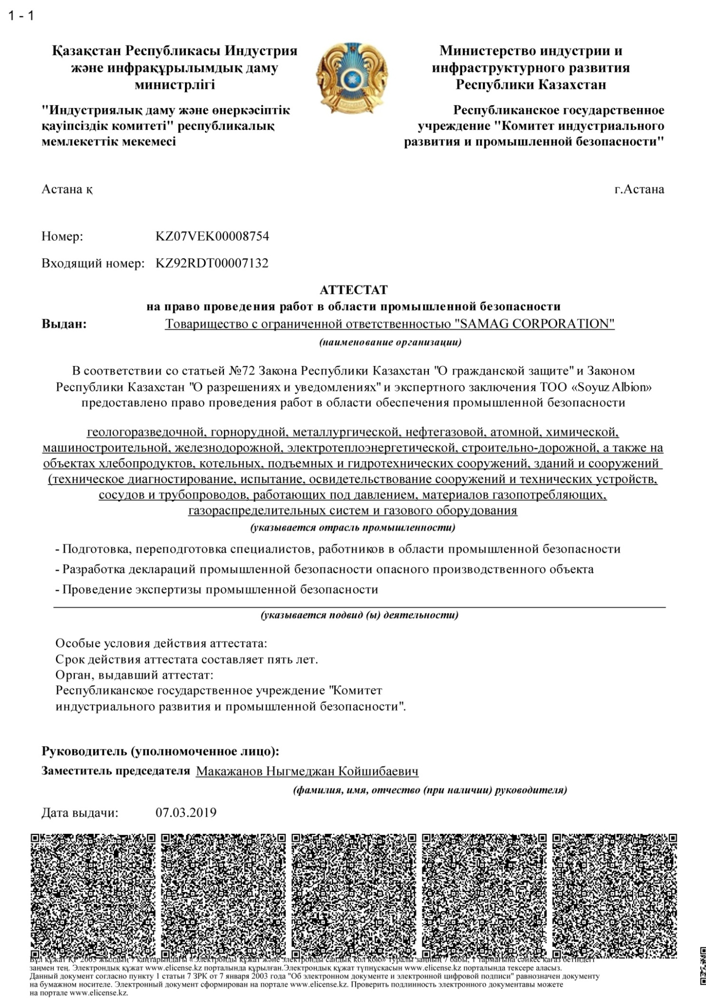 1 - 1
Қазақстан Республикасы Индустрия
және инфрақұрылымдық даму
министрлігі
"Индустриялық даму және өнеркәсіптік
қауіпсіздік комитеті" республикалық
мемлекеттік мекемесі
Министерство индустрии и
инфраструктурного развития
Республики Казахстан
Республиканское государственное
учреждение "Комитет индустриального
развития и промышленной безопасности"
Астана қ
г.Астана
Номер: KZ07VEK00008754
Входящий номер: KZ92RDT00007132
АТТЕСТАТ
на право проведения работ в области промышленной безопасности
Выдан: Товарищество с ограниченной ответственностью "SAMAG CORPORATION"
(наименование организации)
В соответствии со статьей №72 Закона Республики Казахстан "О гражданской защите" и Законом
Республики Казахстан "О разрешениях и уведомлениях" и экспертного заключения ТОО «Soyuz Albion»
предоставлено право проведения работ в области обеспечения промышленной безопасности
геологоразведочной, горнорудной, металлургической, нефтегазовой, атомной, химической,
машиностроительной, железнодорожной, электротеплоэнергетической, строительно-дорожной, а также на
объектах хлебопродуктов, котельных, подъемных и гидротехнических сооружений, зданий и сооружений
(техническое диагностирование, испытание, освидетельствование сооружений и технических устройств,
сосудов и трубопроводов, работающих под давлением, материалов газопотребляющих,
газораспределительных систем и газового оборудования
(указывается отрасль промышленности)
- Подготовка, переподготовка специалистов, работников в области промышленной безопасности
- Разработка деклараций промышленной безопасности опасного производственного объекта
- Проведение экспертизы промышленной безопасности
(указывается подвид (ы) деятельности)
Особые условия действия аттестата:
Срок действия аттестата составляет пять лет.
Орган, выдавший аттестат:
Республиканское государственное учреждение "Комитет
индустриального развития и промышленной безопасности".
Руководитель (уполномоченное лицо):
Заместитель председателя Макажанов Ныгмеджан Койшибаевич
(фамилия, имя, отчество (при наличии) руководителя)
Дата выдачи: 07.03.2019
Бұл құжат ҚР 2003 жылдың 7 қаңтарындағы «Электронды құжат және электронды сандық қол қою» туралы заңның 7 бабы, 1 тармағына сәйкес қағаз бетіндегі
заңмен тең. Электрондық құжат www.elicense.kz порталында құрылған.Электрондық құжат түпнұсқасын www.elicense.kz порталында тексере аласыз.
Данный документ согласно пункту 1 статьи 7 ЗРК от 7 января 2003 года "Об электронном документе и электронной цифровой подписи" равнозначен документу
на бумажном носителе. Электронный документ сформирован на портале www.elicense.kz. Проверить подлинность электронного документавы можете
на портале www.elicense.kz.